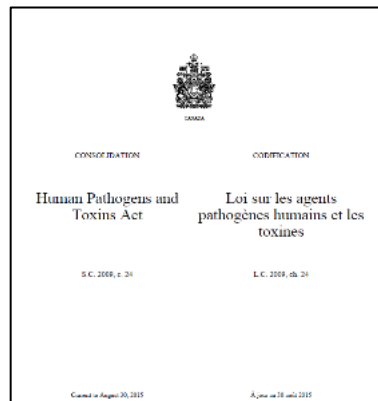 CANADA
CONSOLIDATION
Human Pathogens and
Toxins Act
S.C. 2009, c. 24
Current to August 30, 2015
CODIFICATION
Loi sur les agents
pathogènes humains et les
toxines
L.C. 2009, ch. 24
À jour au 30 août 2015